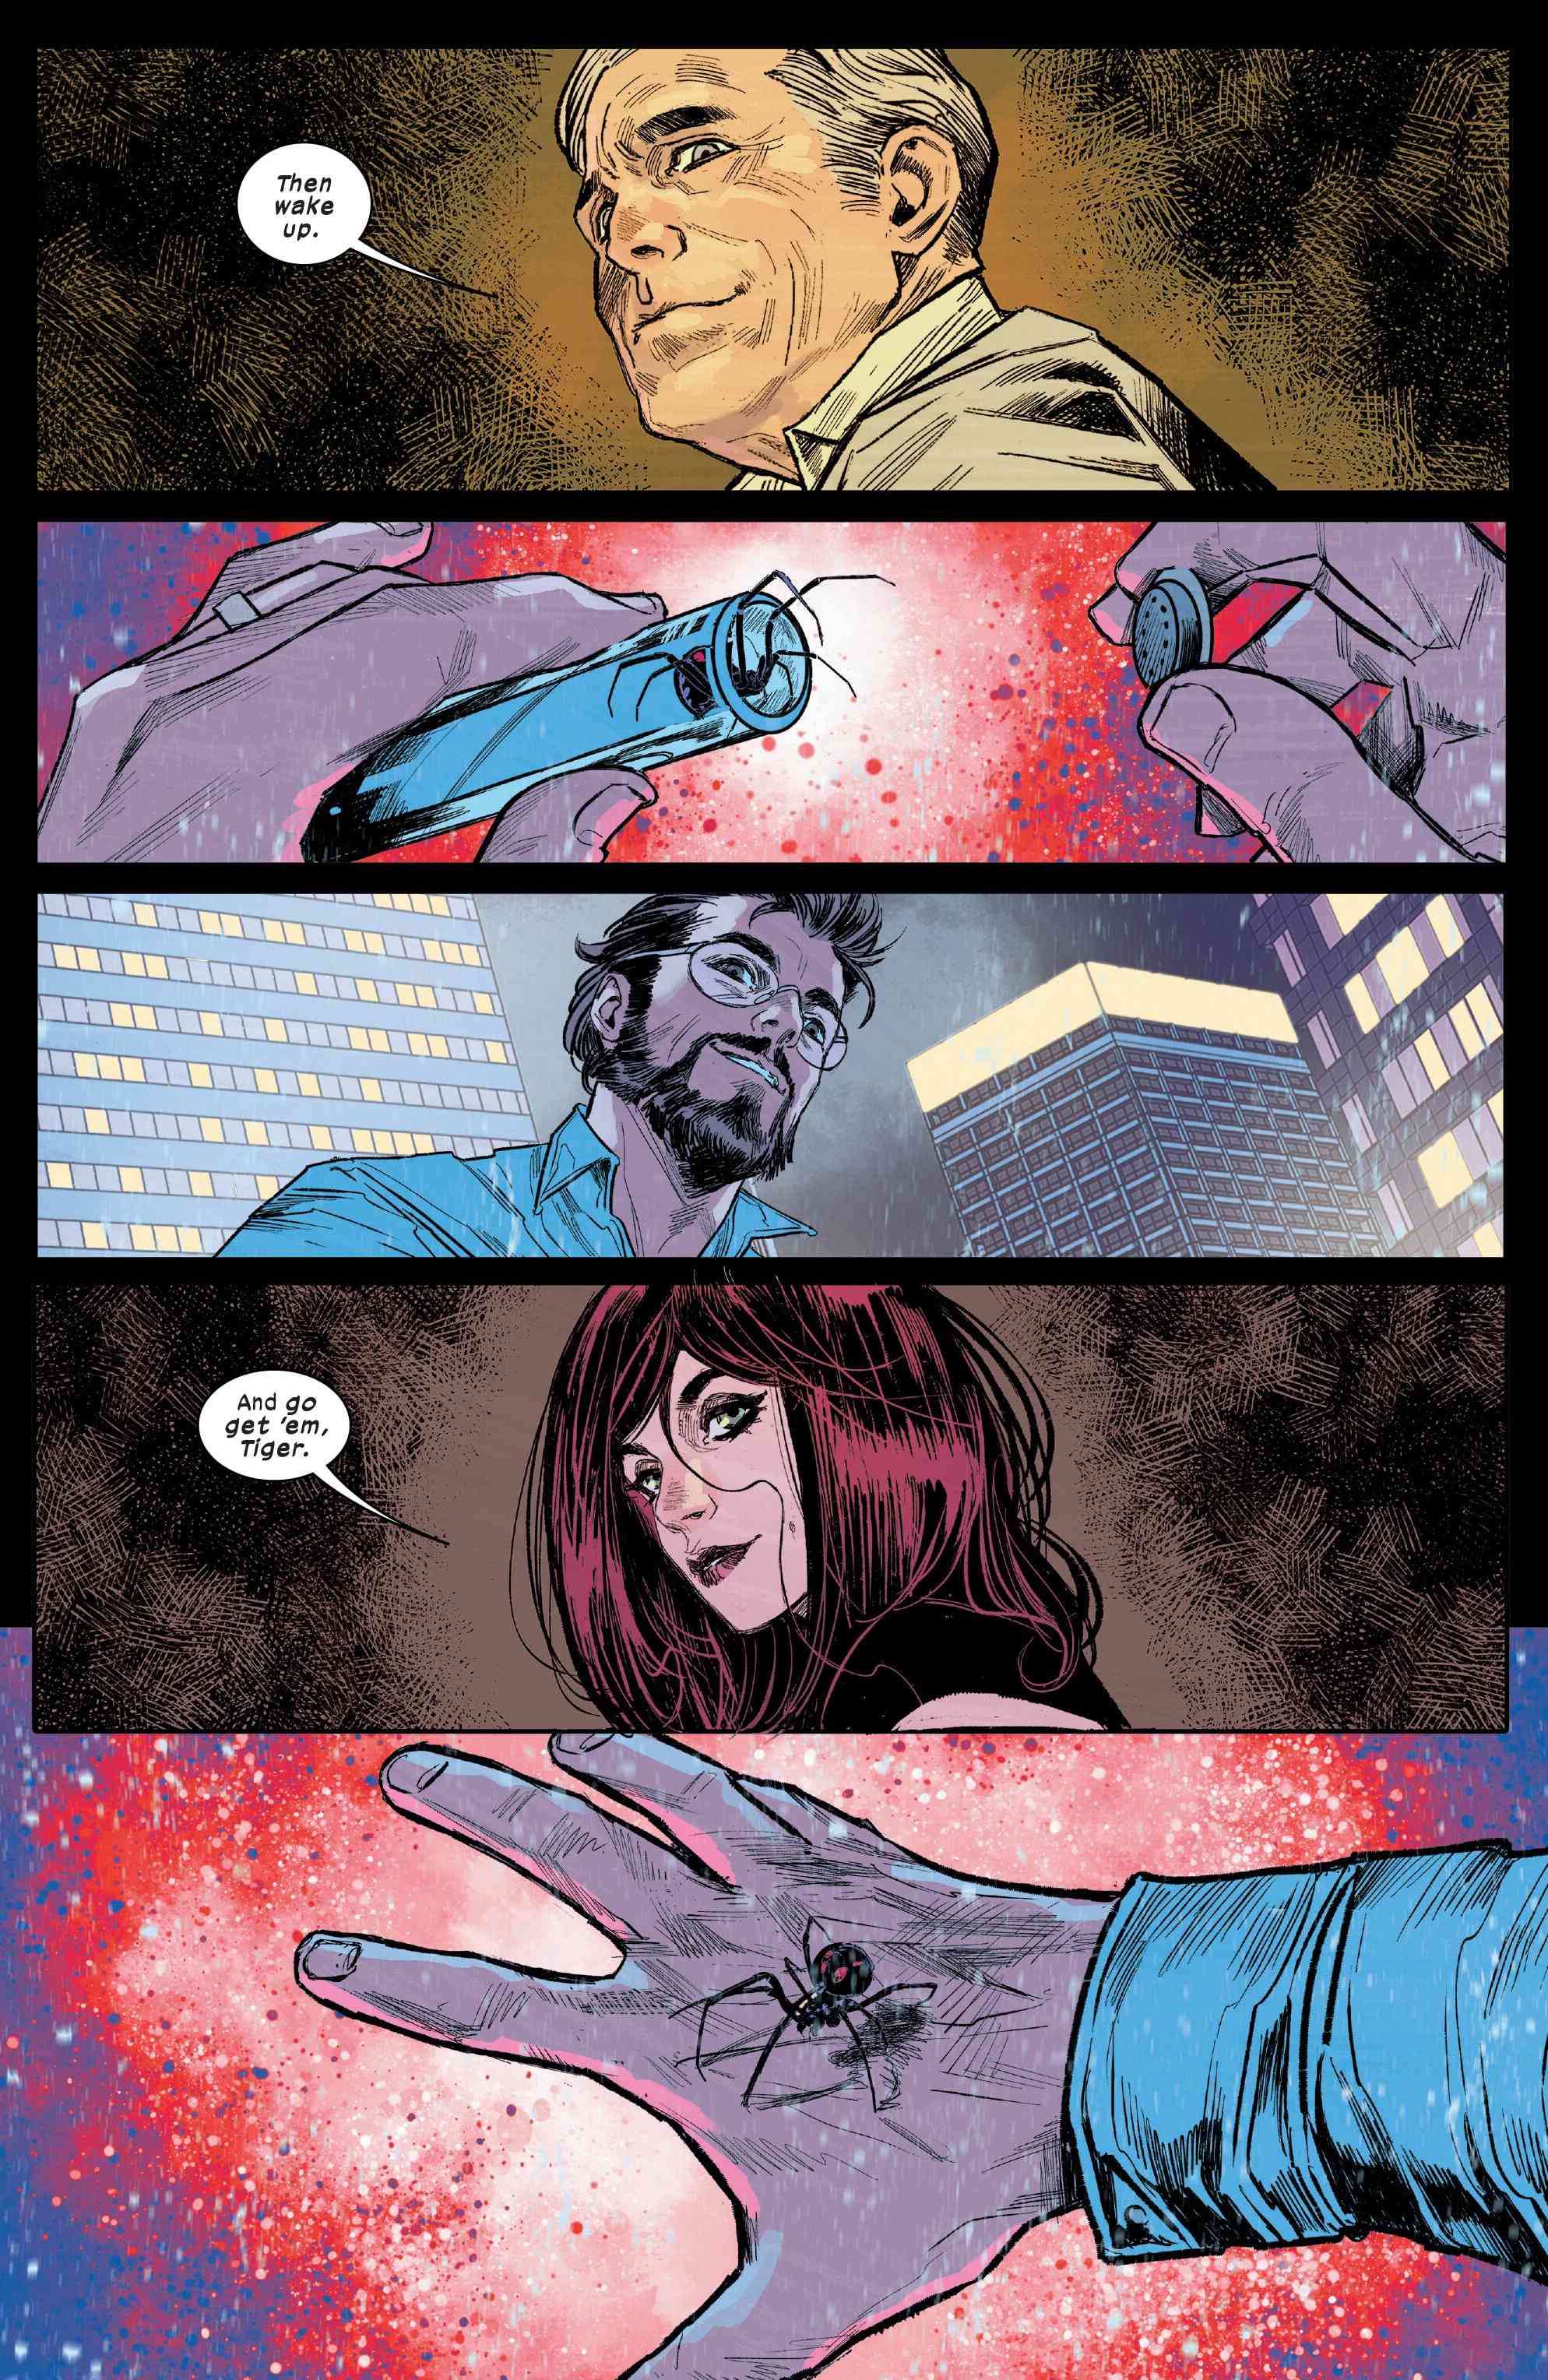 Then
wake
up.
And go
get 'em,
Tiger.